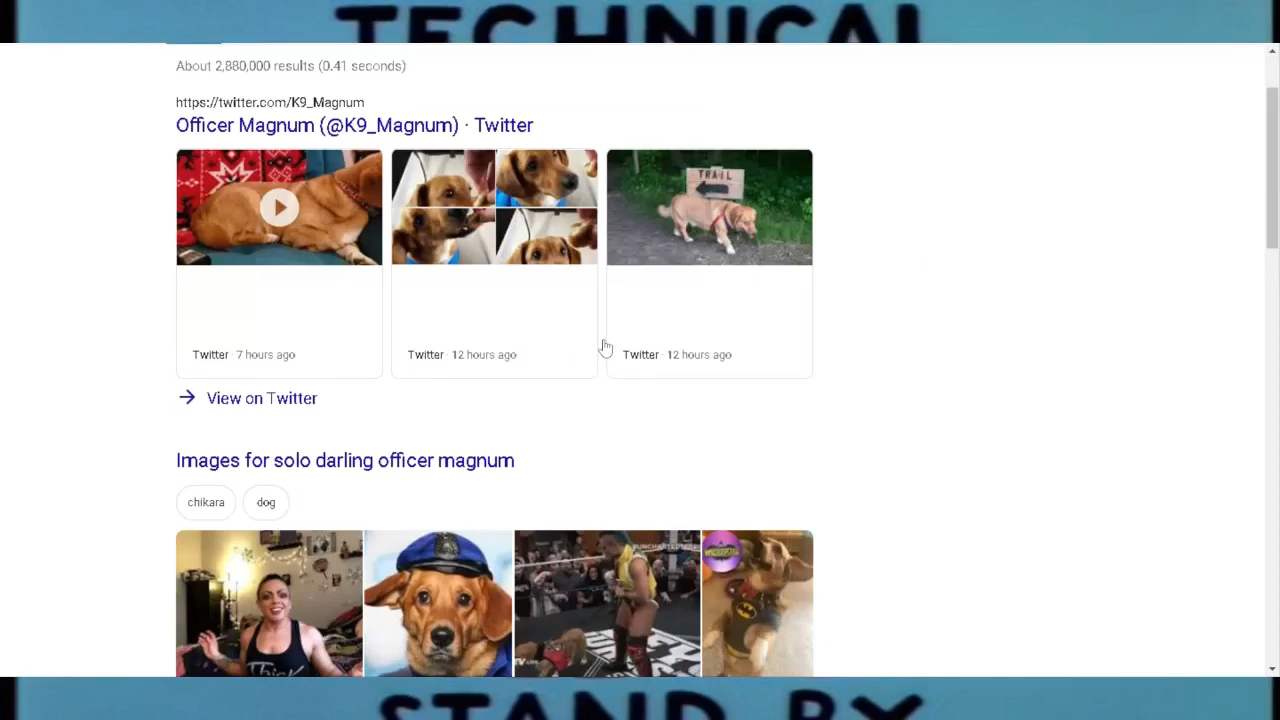 TECHNICAL
About 2,880,000 results (0.41 seconds)
https://twitter.com/K9_Magnum
Officer Magnum (@K9_Magnum) · Twitter
TRAIL
Twitter · 7 hours ago
Twitter · 12 hours ago
Twitter · 12 hours ago
View on Twitter
Images for solo darling officer magnum
chikara
dog
Thick
STAND BY